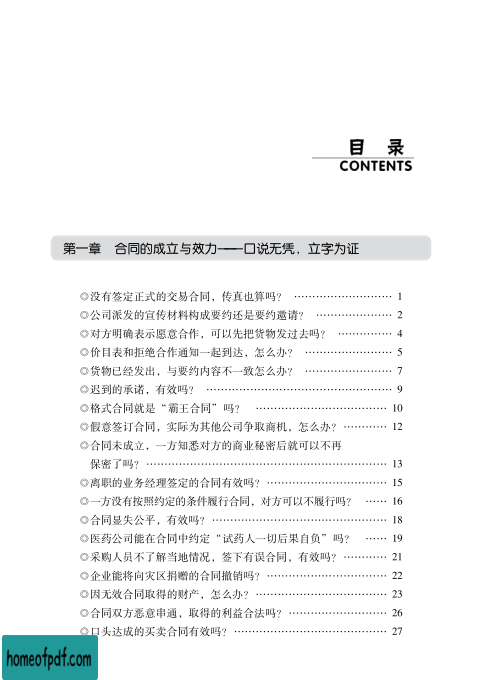 目 录
CONTENTS
第一章 合同的成立与效力——口说无凭，立字为证
◎没有签定正式的交易合同，传真也算吗？ ………………………… 1
◎公司派发的宣传材料构成要约还是要约邀请？ ………………… 2
◎对方明确表示愿意合作，可以先把货物发过去吗？ …………… 4
◎价目表和拒绝合作通知一起到达，怎么办？ …………………… 5
◎货物已经发出，与要约内容不一致怎么办？ …………………… 7
◎迟到的承诺，有效吗？ …………………………………………… 9
◎格式合同就是“霸王合同”吗？ ……………………………… 10
◎假意签订合同，实际为其他公司争取商机，怎么办？ ………… 12
◎合同未成立，一方知悉对方的商业秘密后就可以不再
保密了吗？ ………………………………………………………… 13
◎离职的业务经理签定的合同有效吗？ ………………………… 15
◎一方没有按照约定的条件履行合同，对方可以不履行吗？ …… 16
◎合同显失公平，有效吗？ ……………………………………… 18
◎医药公司能在合同中约定“试药人一切后果自负”吗？ …… 19
◎采购人员不了解当地情况，签下有误合同，有效吗？ ………… 21
◎企业能将向灾区捐赠的合同撤销吗？ ………………………… 22
◎因无效合同取得的财产，怎么办？ …………………………… 23
◎合同双方恶意串通，取得的利益合法吗？ …………………… 26
◎口头达成的买卖合同有效吗？ ………………………………… 27
homeofpdf.com